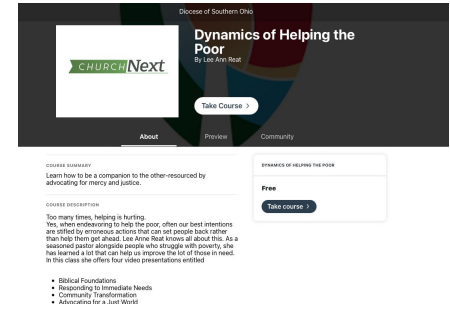 Diocese of Southern Ohio
CHURCHNext
Dynamics of Helping the
Poor
By Lee Ann Reat
Take Course >
About
Preview
Community
COURSE SUMMARY
Learn how to be a companion to the other-resourced by
advocating for mercy and justice.
COURSE DESCRIPTION
Too many times, helping is hurting.
Yes, when endeavoring to help the poor, often our best intentions
are stifled by erroneous actions that can set people back rather
than help them get ahead. Lee Anne Reat knows all about this. As a
seasoned pastor alongside people who struggle with poverty, she
has learned a lot that can help us improve the lot of those in need.
In this class she offers four video presentations entitled
• Biblical Foundations
• Responding to Immediate Needs
• Community Transformation
• Advocating for a Just World
DYNAMICS OF HELPING THE POOR
Free
Take course >